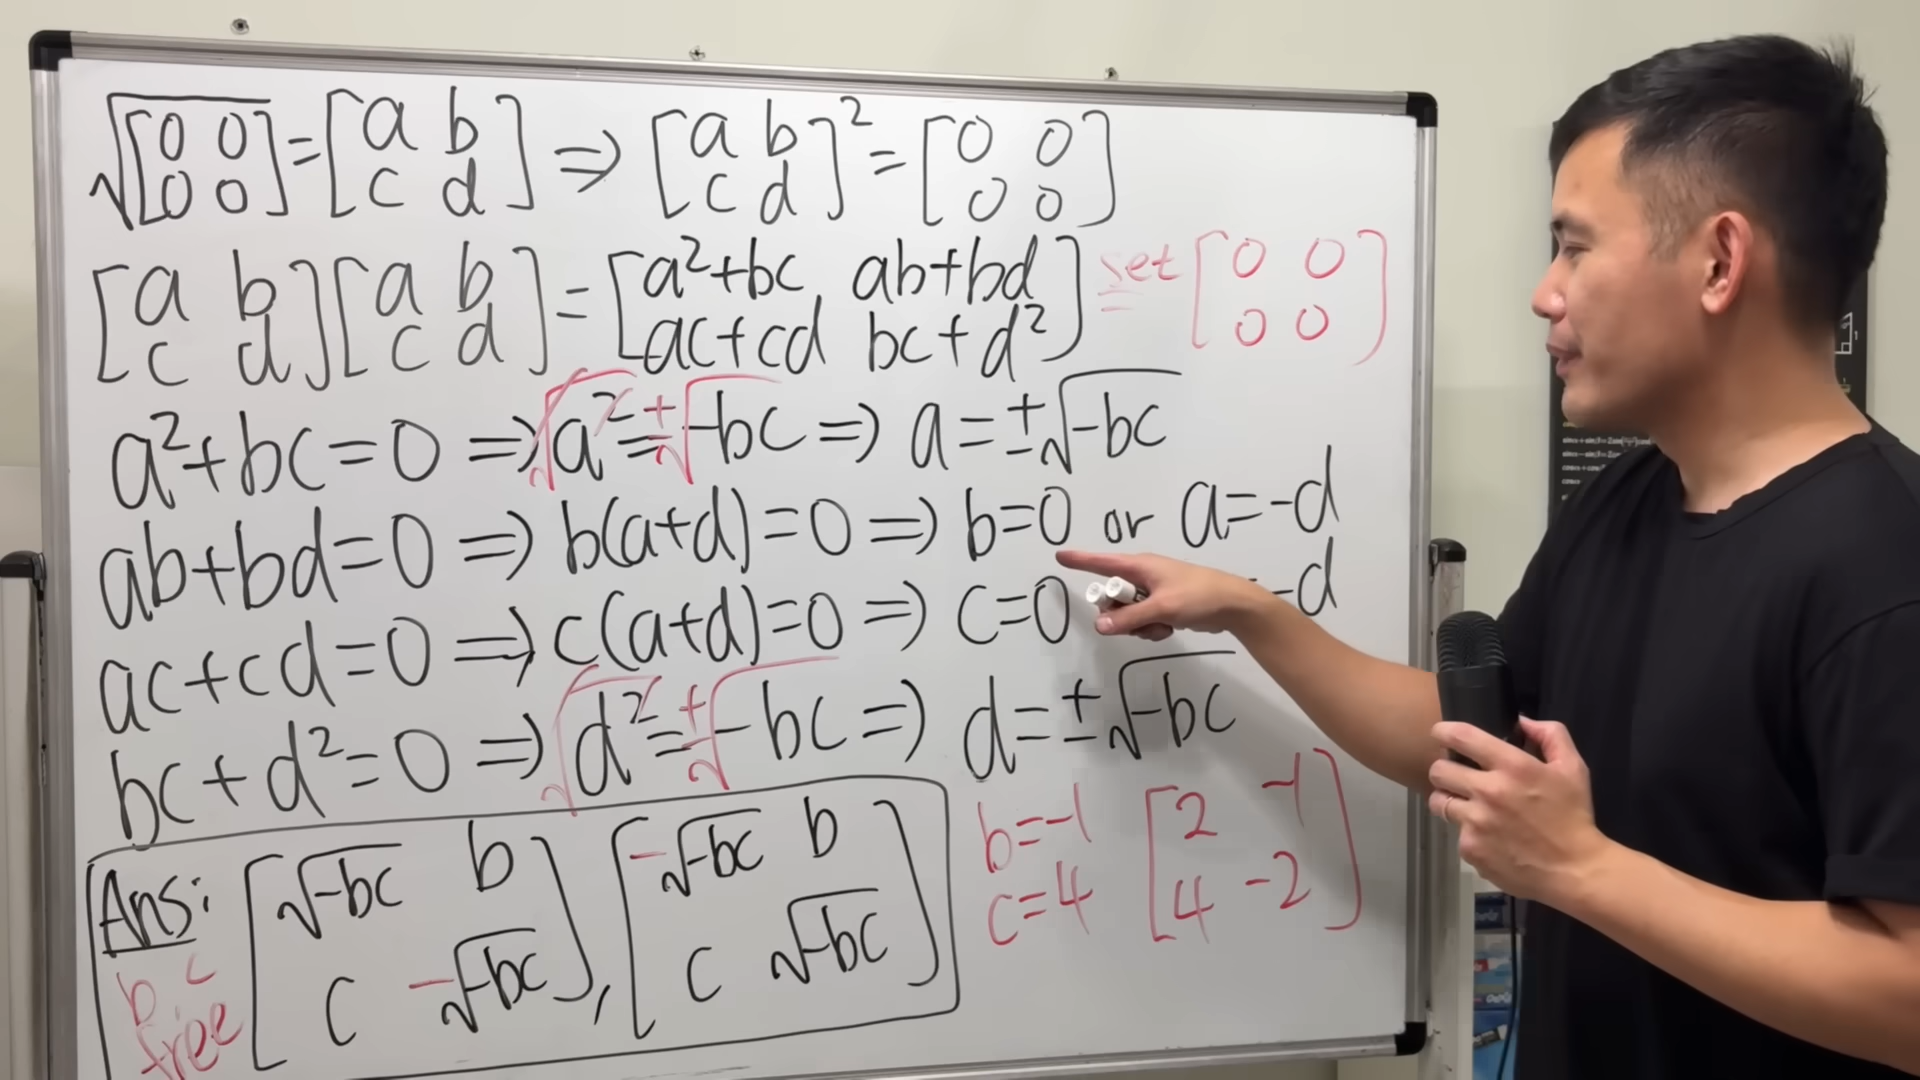 √[0 0; 0 0] = [a b; c d] ⇒ [a b; c d]² = [0 0; 0 0]
[a b; c d][a b; c d] = [a²+bc ab+bd; ac+cd bc+d²] set = [0 0; 0 0]
a²+bc=0 ⇒ √a² = ±√-bc ⇒ a=±√-bc
ab+bd=0 ⇒ b(a+d)=0 ⇒ b=0 or a=-d
ac+cd=0 ⇒ c(a+d)=0 ⇒ c=0 -d
bc+d²=0 ⇒ √d² = ±√-bc ⇒ d=±√-bc
Ans: [√-bc b; c -√-bc], [-√-bc b; c √-bc]
b, c
free
b=-1
c=4
[2 -1; 4 -2]